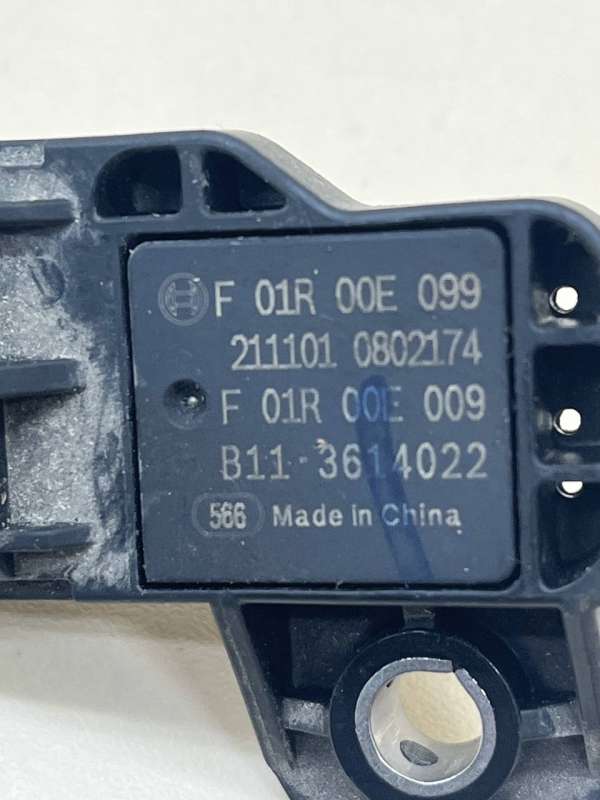 F 01R 00E 099
211101 0802174
F 01R 00E 009
B11-3614022
566 Made in China